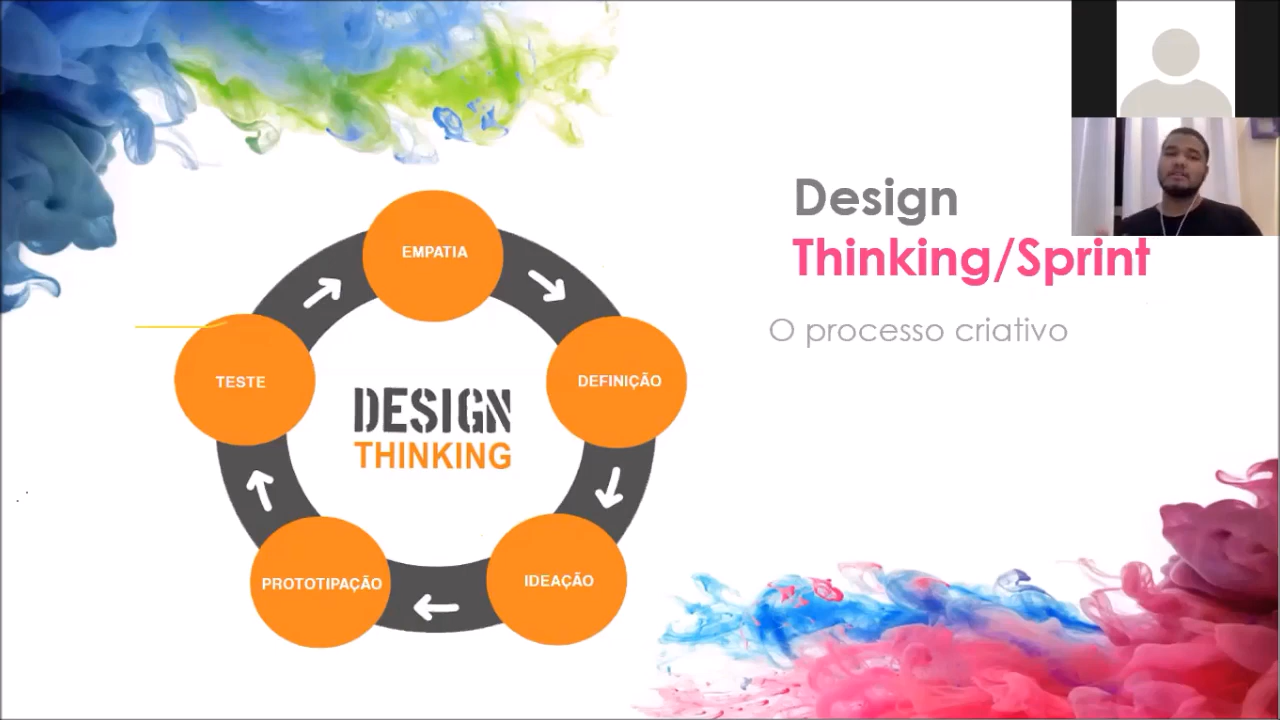 Design
Thinking/Sprint
O processo criativo
EMPATIA
DEFINIÇÃO
IDEAÇÃO
PROTOTIPAÇÃO
TESTE
DESIGN
THINKING